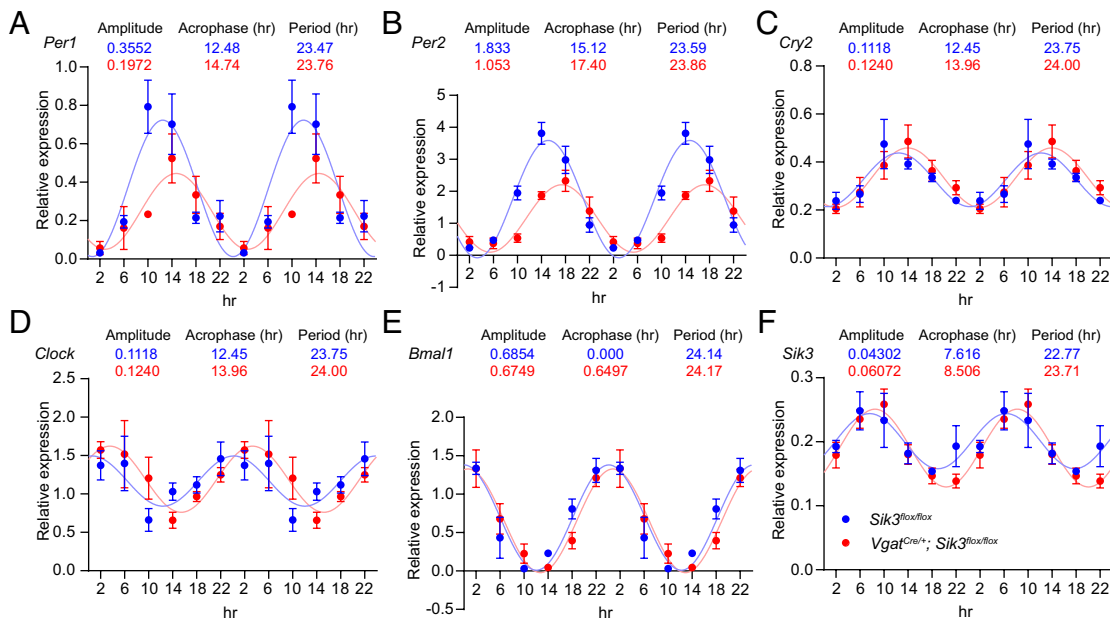 A
Amplitude Acrophase (hr) Period (hr)
Per1 0.3552 12.48 23.47
0.1972 14.74 23.76
Relative expression
1.0
0.8
0.6
0.4
0.2
0.0
2 6 10 14 18 22 2 6 10 14 18 22
hr
B
Amplitude Acrophase (hr) Period (hr)
Per2 1.833 15.12 23.59
1.053 17.40 23.86
Relative expression
5
4
3
2
1
0
-1
2 6 10 14 18 22 2 6 10 14 18 22
hr
C
Amplitude Acrophase (hr) Period (hr)
Cry2 0.1118 12.45 23.75
0.1240 13.96 24.00
Relative expression
0.8
0.6
0.4
0.2
0.0
2 6 10 14 18 22 2 6 10 14 18 22
hr
D
Amplitude Acrophase (hr) Period (hr)
Clock 0.1118 12.45 23.75
0.1240 13.96 24.00
Relative expression
2.5
2.0
1.5
1.0
0.5
0.0
2 6 10 14 18 22 2 6 10 14 18 22
hr
E
Amplitude Acrophase (hr) Period (hr)
Bmal1 0.6854 0.000 24.14
0.6749 0.6497 24.17
Relative expression
2.5
2.0
1.5
1.0
0.5
0.0
-0.5
2 6 10 14 18 22 2 6 10 14 18 22
hr
F
Amplitude Acrophase (hr) Period (hr)
Sik3 0.04302 7.616 22.77
0.06072 8.506 23.71
Relative expression
0.3
0.2
0.1
0.0
Sik3flox/flox
VgatCre/+; Sik3flox/flox
2 6 10 14 18 22 2 6 10 14 18 22
hr